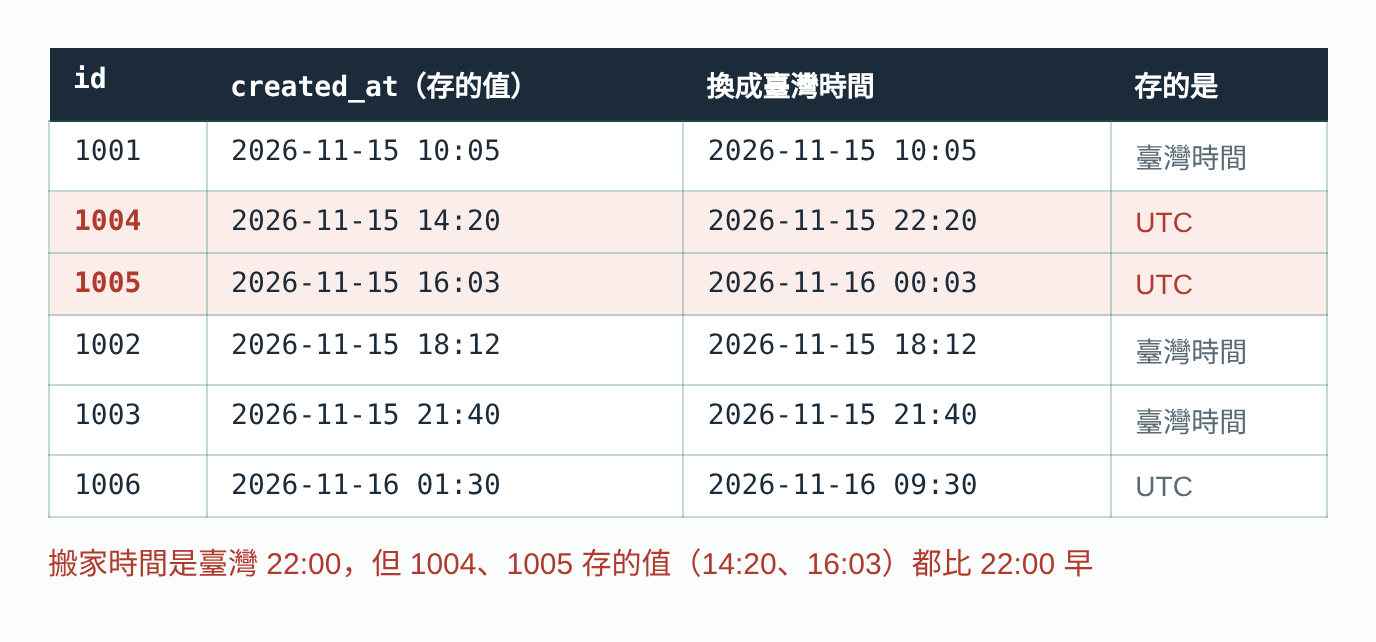 id created_at（存的值） 換成臺灣時間 存的是
1001 2026-11-15 10:05 2026-11-15 10:05 臺灣時間
1004 2026-11-15 14:20 2026-11-15 22:20 UTC
1005 2026-11-15 16:03 2026-11-16 00:03 UTC
1002 2026-11-15 18:12 2026-11-15 18:12 臺灣時間
1003 2026-11-15 21:40 2026-11-15 21:40 臺灣時間
1006 2026-11-16 01:30 2026-11-16 09:30 UTC
搬家時間是臺灣 22:00，但 1004、1005 存的值（14:20、16:03）都比 22:00 早